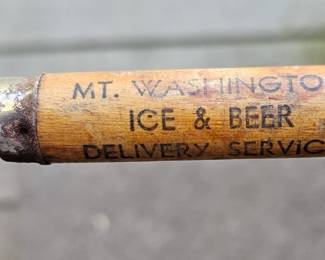 MT. WASHINGTO
ICE & BEER
DELIVERY SERVIC